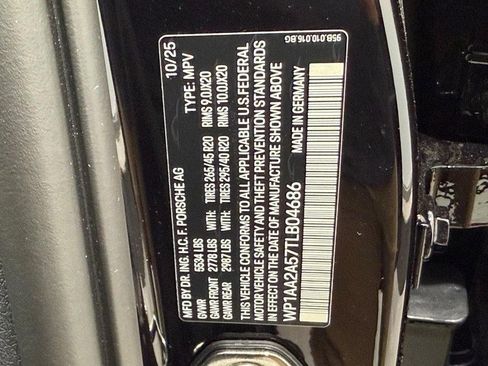 95B.010.016.BG
10/25
TYPE: MPV
MFD BY DR. ING. H.C. F. PORSCHE AG
GVWR 6534 LBS
GAWR FRONT 2778 LBS WITH: TIRES 265/45 R20 RIMS 9.0JX20
GAWR REAR 2987 LBS WITH: TIRES 295/40 R20 RIMS 10.0JX20
THIS VEHICLE CONFORMS TO ALL APPLICABLE U.S. FEDERAL
MOTOR VEHICLE SAFETY AND THEFT PREVENTION STANDARDS
IN EFFECT ON THE DATE OF MANUFACTURE SHOWN ABOVE
WP1AA2A57TLB04686 MADE IN GERMANY